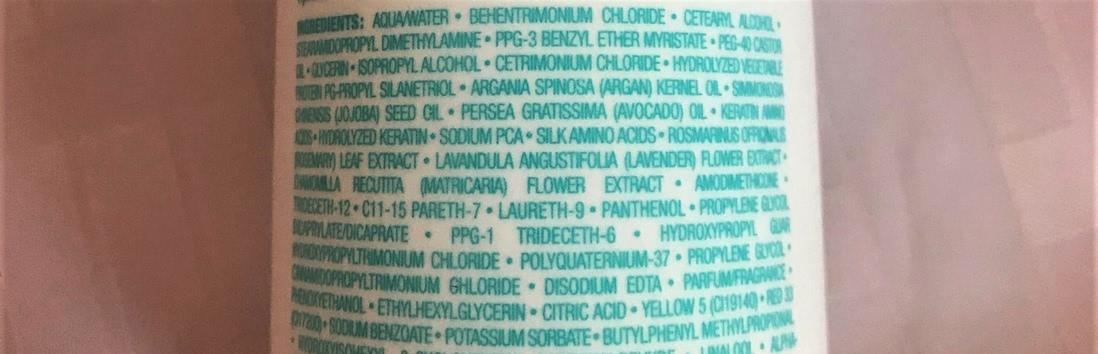 INGREDIENTS: AQUA/WATER • BEHENTRIMONIUM CHLORIDE • CETEARYL ALCOHOL •
STEARAMIDOPROPYL DIMETHYLAMINE • PPG-3 BENZYL ETHER MYRISTATE • PEG-40 CASTOR
OIL • GLYCERIN • ISOPROPYL ALCOHOL • CETRIMONIUM CHLORIDE • HYDROLYZED VEGETABLE
PROTEIN PG-PROPYL SILANETRIOL • ARGANIA SPINOSA (ARGAN) KERNEL OIL • SIMMONDSIA
CHINENSIS (JOJOBA) SEED OIL • PERSEA GRATISSIMA (AVOCADO) OIL • KERATIN AMINO
ACIDS • HYDROLYZED KERATIN • SODIUM PCA • SILK AMINO ACIDS • ROSMARINUS OFFICINALIS
(ROSEMARY) LEAF EXTRACT • LAVANDULA ANGUSTIFOLIA (LAVENDER) FLOWER EXTRACT •
CHAMOMILLA RECUTITA (MATRICARIA) FLOWER EXTRACT • AMODIMETHICONE •
TRIDECETH-12 • C11-15 PARETH-7 • LAURETH-9 • PANTHENOL • PROPYLENE GLYCOL
DICAPRYLATE/DICAPRATE • PPG-1 TRIDECETH-6 • HYDROXYPROPYL GUAR
HYDROXYPROPYLTRIMONIUM CHLORIDE • POLYQUATERNIUM-37 • PROPYLENE GLYCOL •
CINNAMIDOPROPYLTRIMONIUM CHLORIDE • DISODIUM EDTA • PARFUM/FRAGRANCE •
PHENOXYETHANOL • ETHYLHEXYLGLYCERIN • CITRIC ACID • YELLOW 5 (CI19140) • RED 33
(CI17200) • SODIUM BENZOATE • POTASSIUM SORBATE • BUTYLPHENYL METHYLPROPIONAL
• LINALOOL • ALPHA-